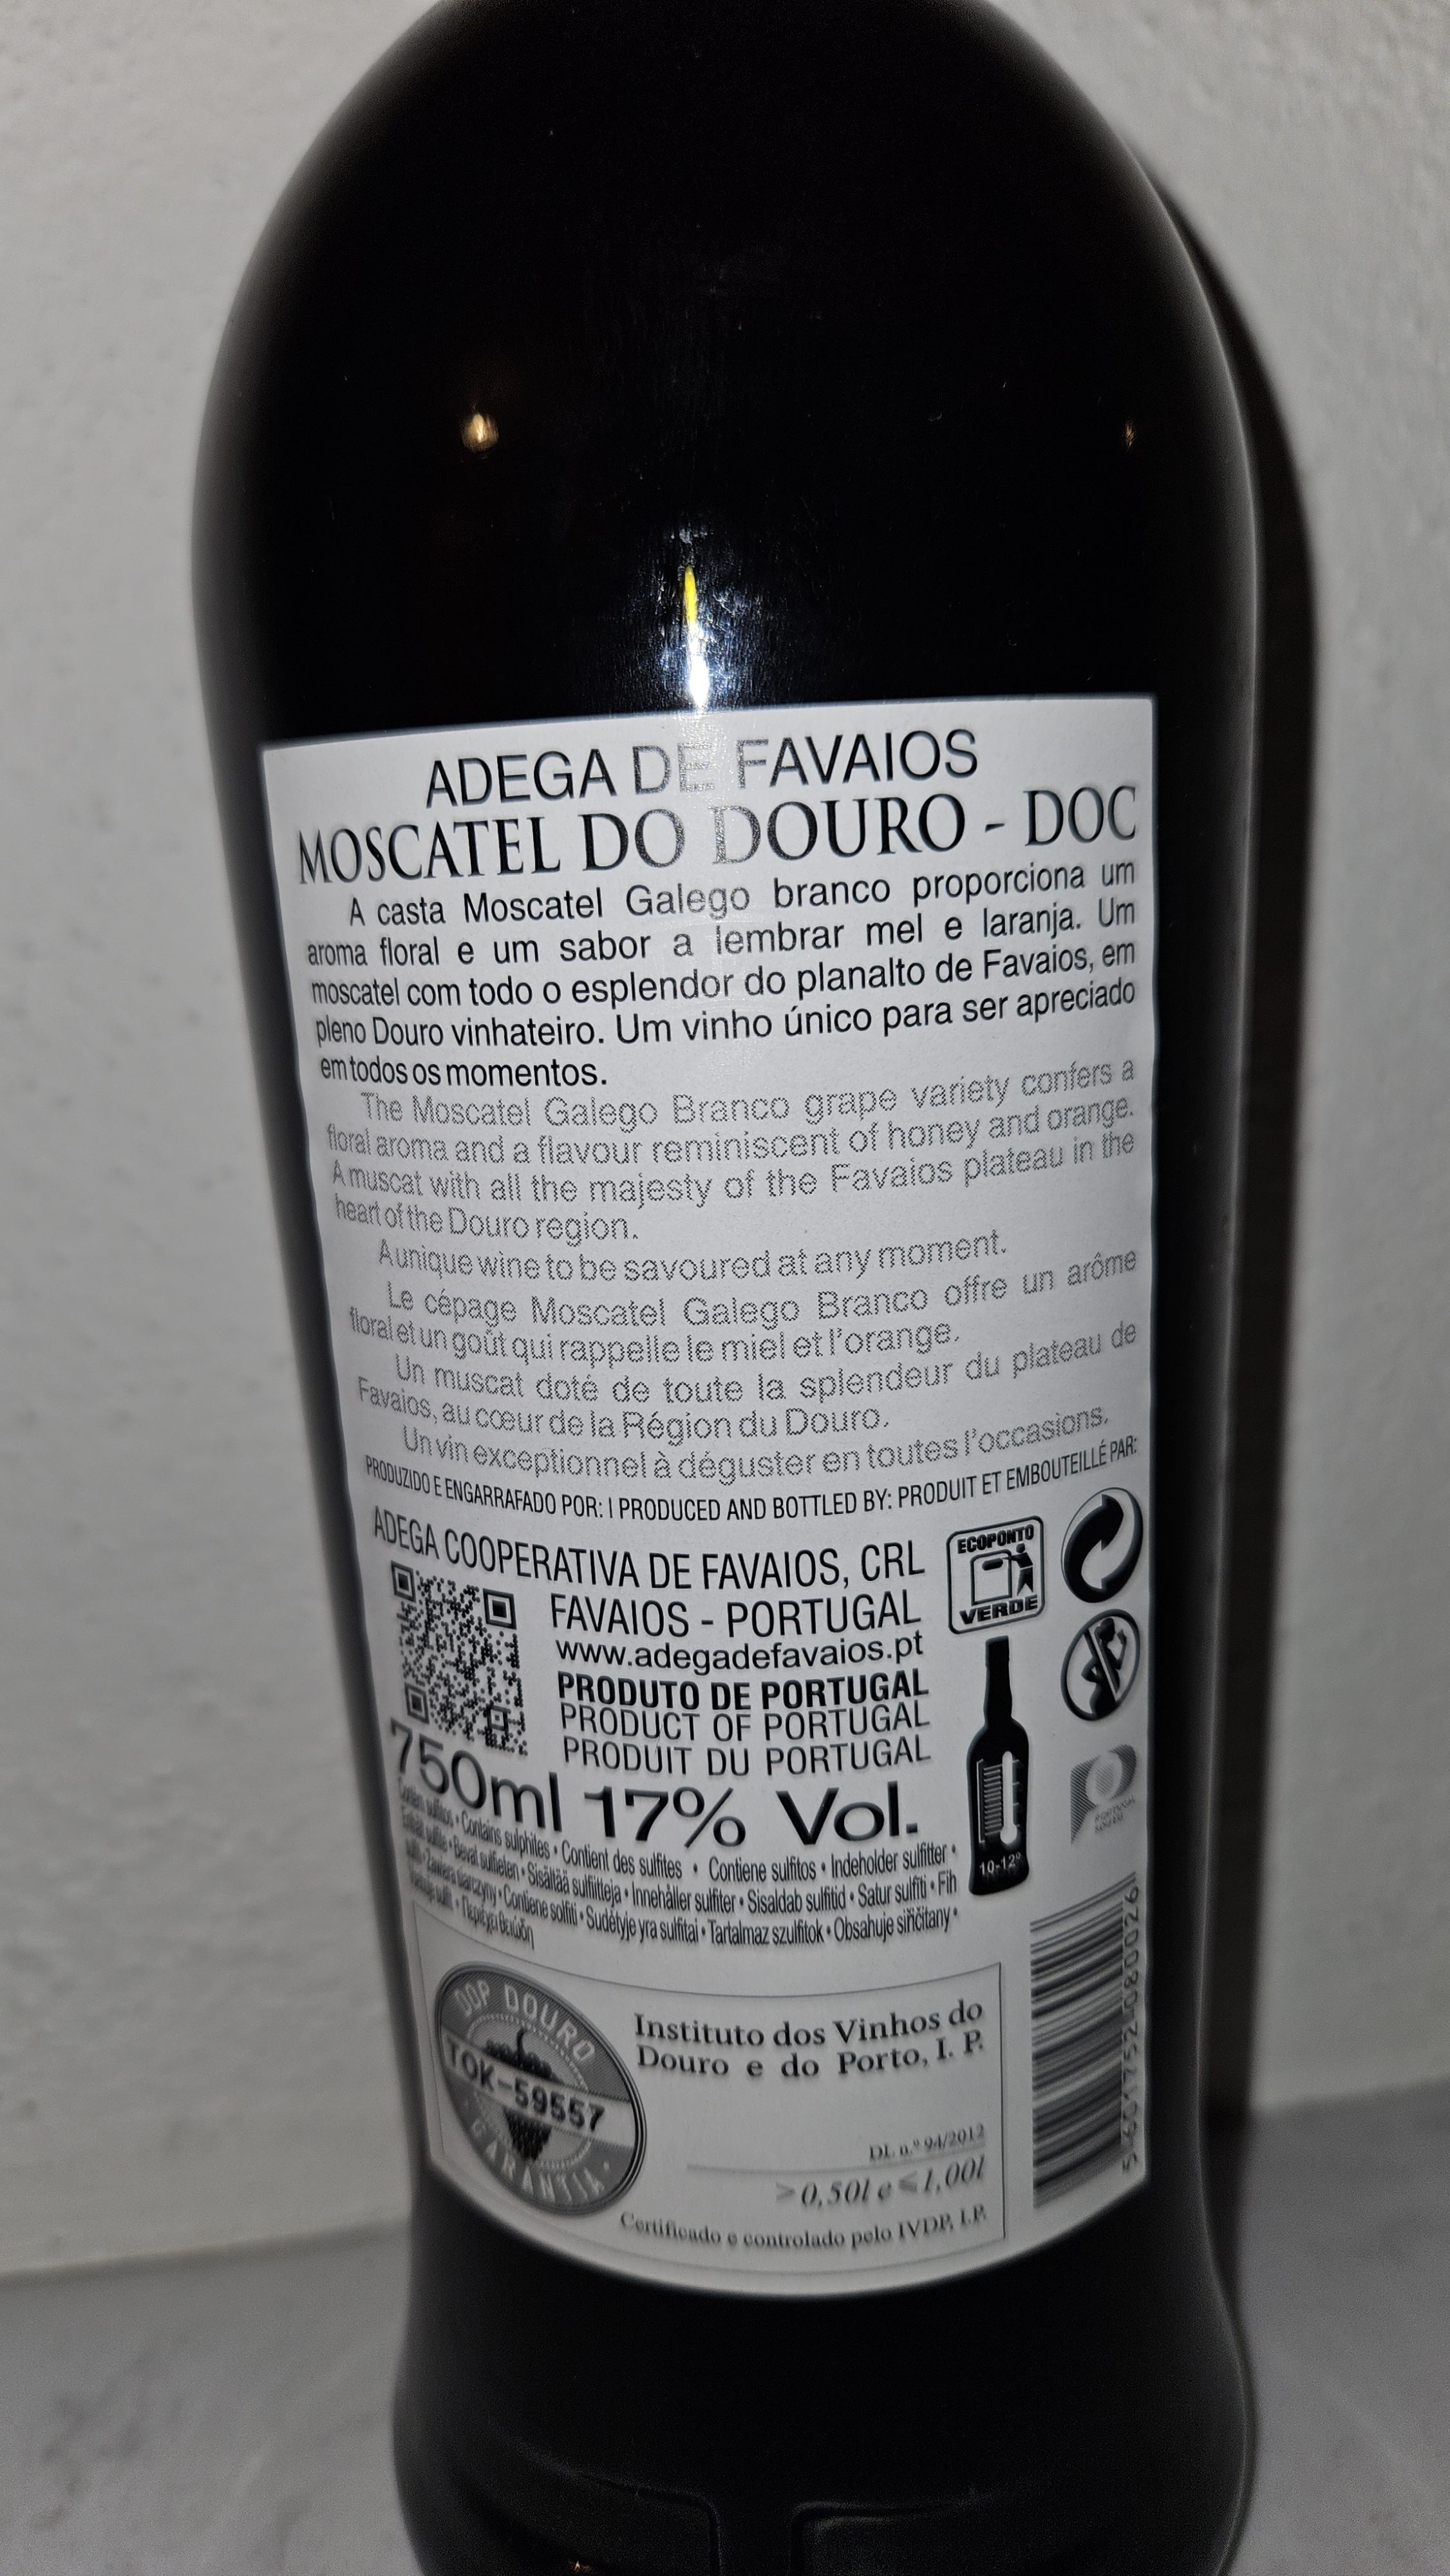 ADEGA DE FAVAIOS
MOSCATEL DO DOURO - DOC
A casta Moscatel Galego branco proporciona um
aroma floral e um sabor a lembrar mel e laranja. Um
moscatel com todo o esplendor do planalto de Favaios, em
pleno Douro vinhateiro. Um vinho único para ser apreciado
em todos os momentos.
The Moscatel Galego Branco grape variety confers a
floral aroma and a flavour reminiscent of honey and orange.
A muscat with all the majesty of the Favaios plateau in the
heart of the Douro region.
A unique wine to be savoured at any moment.
Le cépage Moscatel Galego Branco offre un arôme
floral et un goût qui rappelle le miel et l'orange.
Un muscat doté de toute la splendeur du plateau de
Favaios, au cœur de la Région du Douro.
Un vin exceptionnel à déguster en toutes l'occasions.
PRODUZIDO E ENGARRAFADO POR: I PRODUCED AND BOTTLED BY: PRODUIT ET EMBOUTEILLÉ PAR:
ADEGA COOPERATIVA DE FAVAIOS, CRL
FAVAIOS - PORTUGAL
www.adegadefavaios.pt
PRODUTO DE PORTUGAL
PRODUCT OF PORTUGAL
PRODUIT DU PORTUGAL
ECOPONTO
VERDE
750ml 17% Vol.
10-12º
sulfitos • Contains sulphites • Contient des sulfites • Contiene sulfitos • Indeholder sulfitter •
sulfite • Bevat sulfieten • Sisältää sulfiitteja • Innehåller sulfiter • Sisaldab sulfitid • Satur sulfīti • Fih
sulfiti • Zawiera siarczyny • Contiene solfiti • Sudėtyje yra sulfitai • Tartalmaz szulfitok • Obsahuje siřičitany •
• Περιέχει θειώδη
DOP DOURO
TOK-59557
GARANTIA
Instituto dos Vinhos do
Douro e do Porto, I. P.
DL n.º 94/2012
>0,50l e ≤1,00l
Certificado e controlado pelo IVDP, I.P.